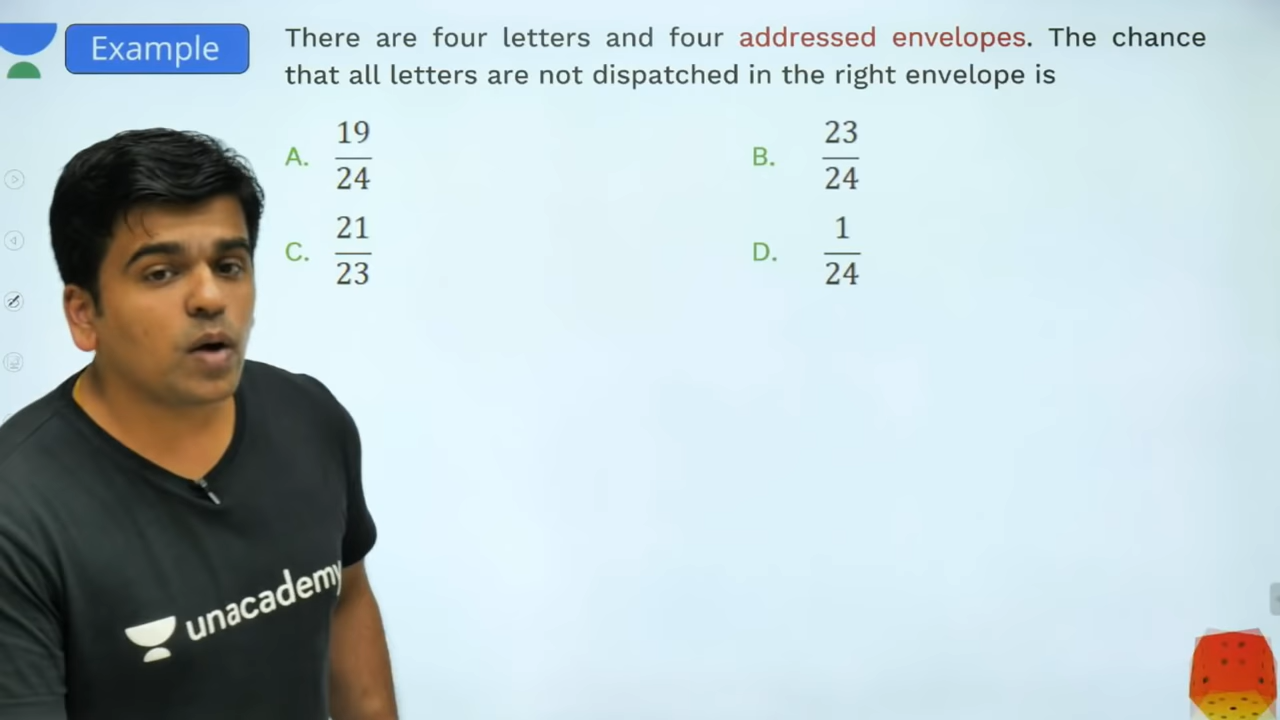 Example
There are four letters and four addressed envelopes. The chance
that all letters are not dispatched in the right envelope is
A. 19/24
B. 23/24
C. 21/23
D. 1/24
unacademy